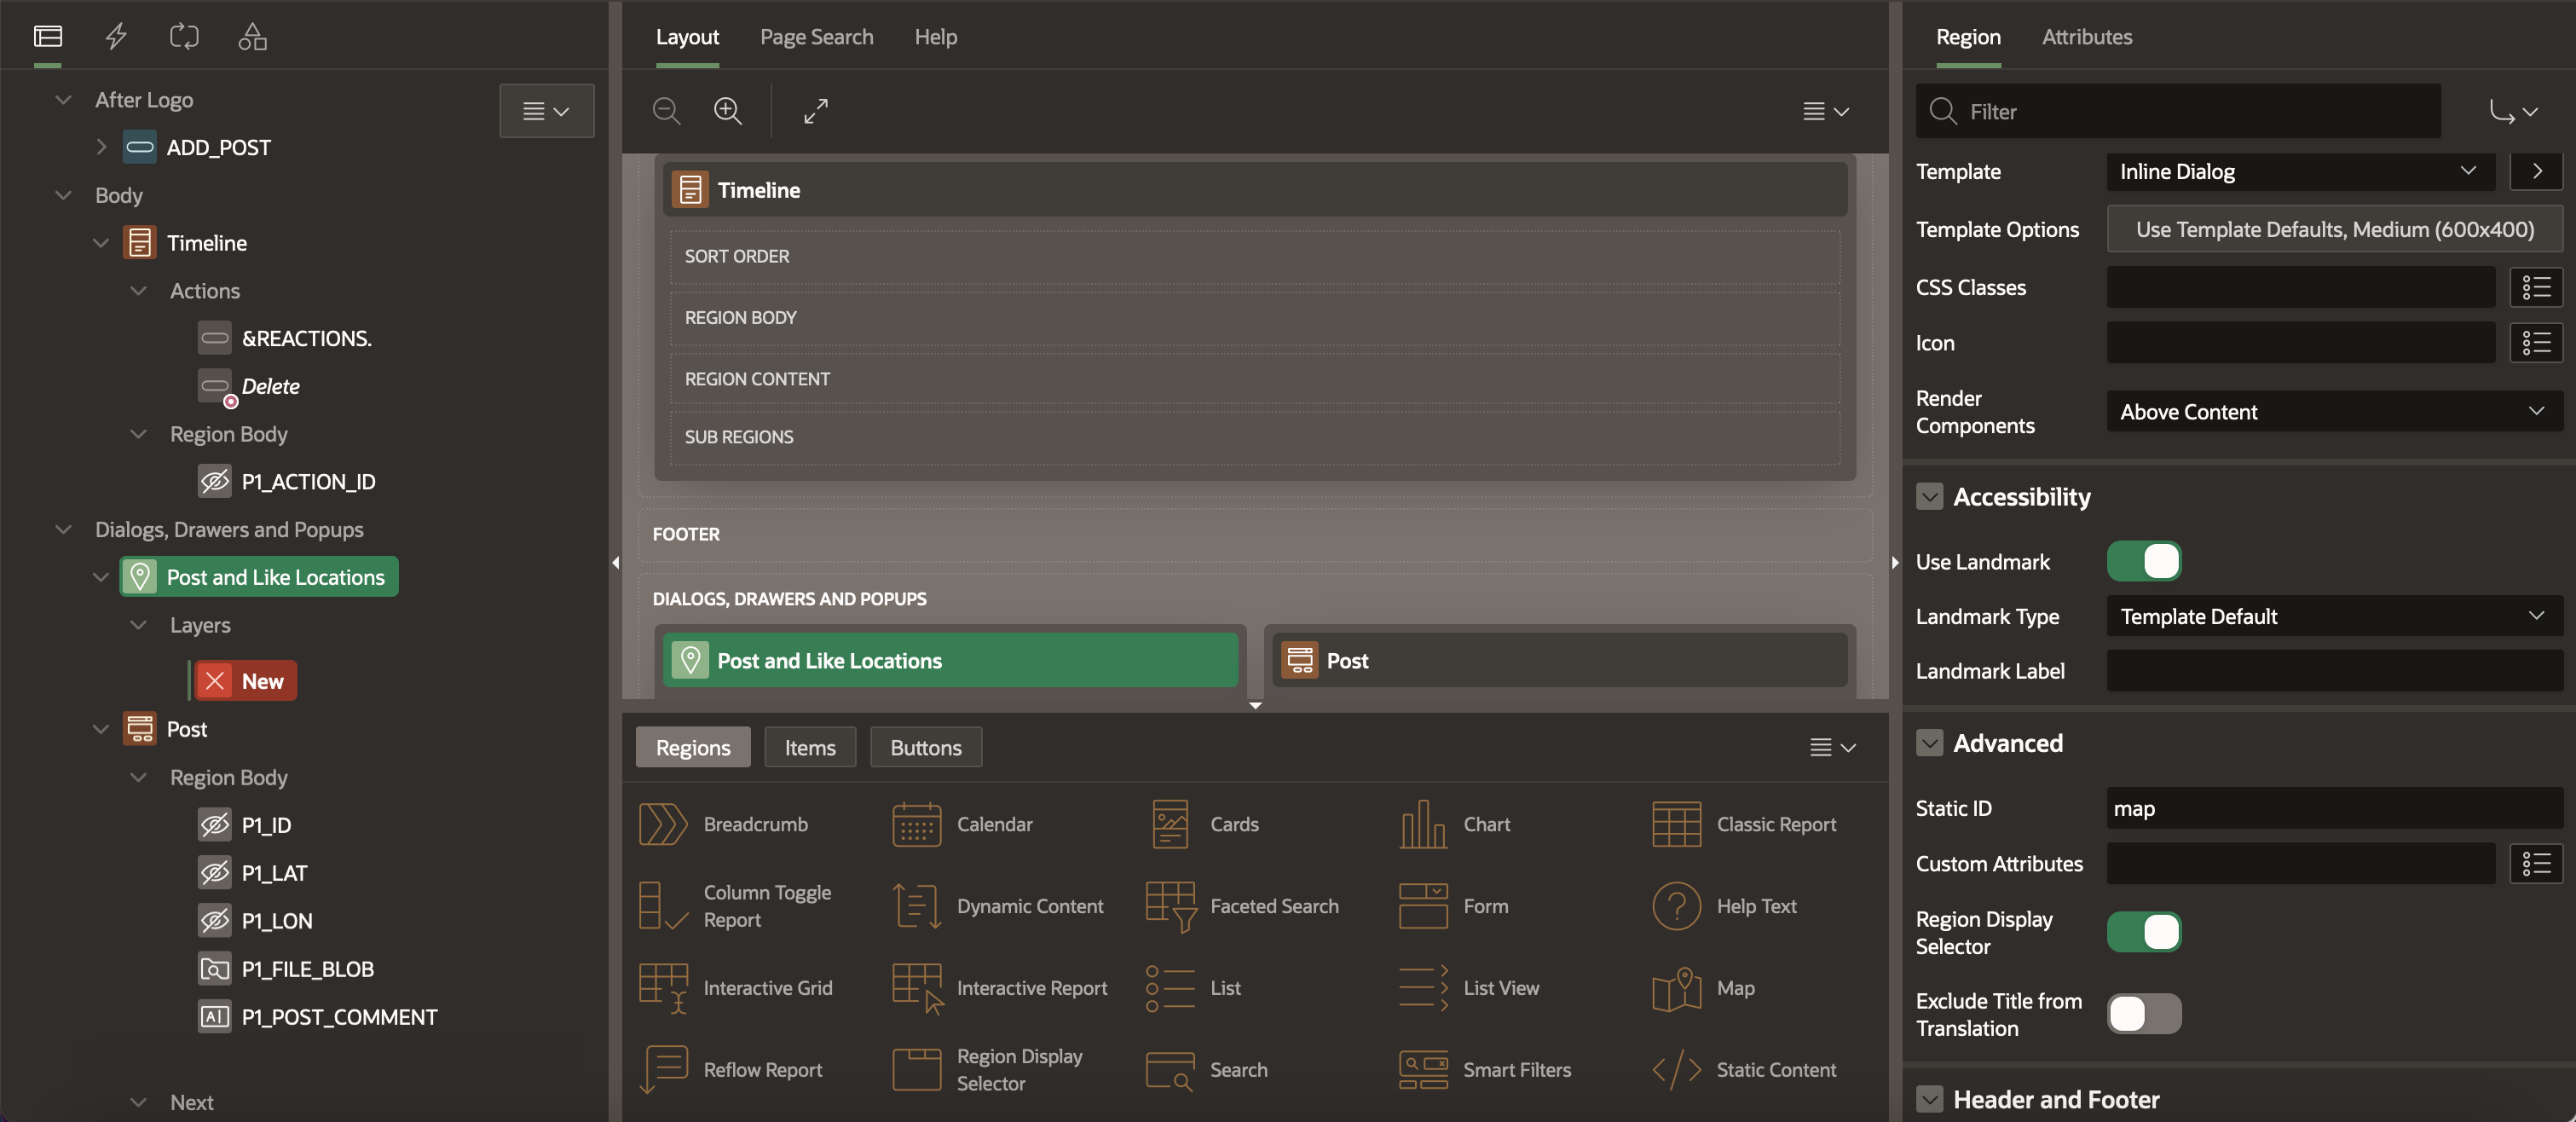 After Logo
ADD_POST
Body
Timeline
Actions
&REACTIONS.
Delete
Region Body
P1_ACTION_ID
Dialogs, Drawers and Popups
Post and Like Locations
Layers
New
Post
Region Body
P1_ID
P1_LAT
P1_LON
P1_FILE_BLOB
P1_POST_COMMENT
Next
Layout Page Search Help
Timeline
SORT ORDER
REGION BODY
REGION CONTENT
SUB REGIONS
FOOTER
DIALOGS, DRAWERS AND POPUPS
Post and Like Locations Post
Regions Items Buttons
Breadcrumb Calendar Cards Chart Classic Report
Column Toggle
Report Dynamic Content Faceted Search Form Help Text
Interactive Grid Interactive Report List List View Map
Reflow Report Region Display
Selector Search Smart Filters Static Content
Region Attributes
Filter
Template Inline Dialog
Template Options Use Template Defaults, Medium (600x400)
CSS Classes
Icon
Render
Components Above Content
Accessibility
Use Landmark
Landmark Type Template Default
Landmark Label
Advanced
Static ID map
Custom Attributes
Region Display
Selector
Exclude Title from
Translation
Header and Footer